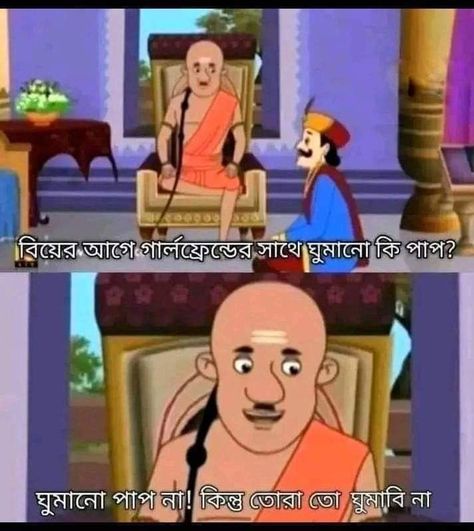 বিয়ের আগে গার্লফ্রেন্ডের সাথে ঘুমানো কি পাপ?
ঘুমানো পাপ না! কিন্তু তোরা তো ঘুমাবি না